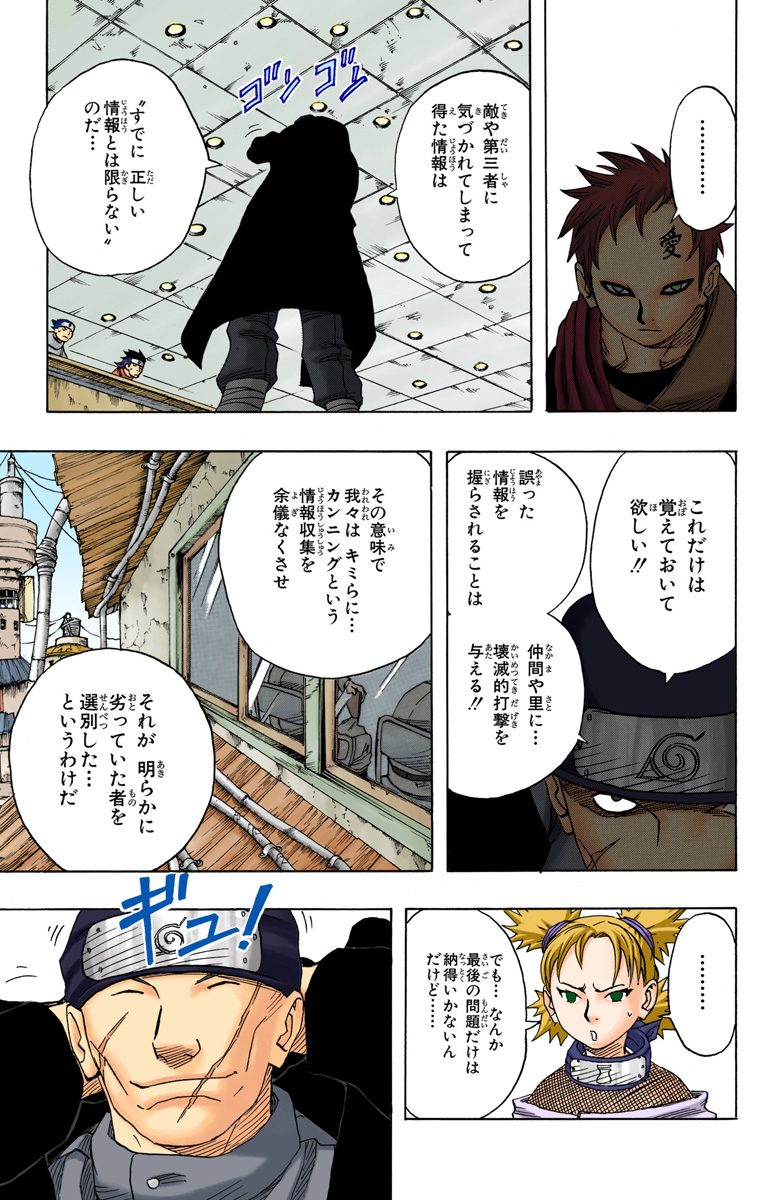 ………
愛
敵や第三者に
気づかれてしまって
得た情報は
ゴソゴソ
〝すでに 正しい
情報とは限らない〟
のだ…
これだけは
覚えておいて
欲しい!!
誤った
情報を
握らされることは
仲間や里に…
壊滅的打撃を
与える!!
その意味で
我々は キミらに…
カンニングという
情報収集を
余儀なくさせ
それが 明らかに
劣っていた者を
選別した…
というわけだ
………
でも… なんか
最後の問題だけは
納得いかないん
だけど……
ギュ!